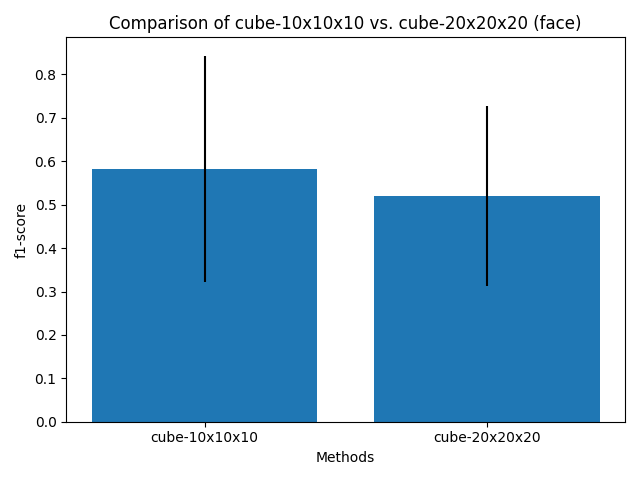 Comparison of cube-10x10x10 vs. cube-20x20x20 (face)
0.8
0.7
0.6
0.5
0.4
0.3
0.2
0.1
0.0
f1-score
cube-10x10x10
cube-20x20x20
Methods